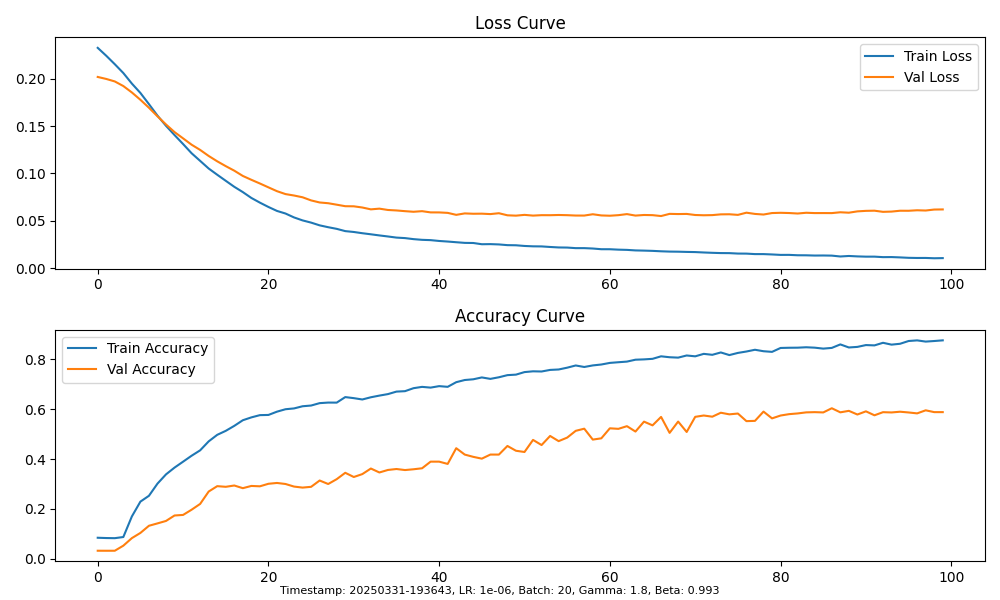 Loss Curve
Train Loss
Val Loss
0.20
0.15
0.10
0.05
0.00
0 20 40 60 80 100
Accuracy Curve
Train Accuracy
Val Accuracy
0.8
0.6
0.4
0.2
0.0
0 20 40 60 80 100
Timestamp: 20250331-193643, LR: 1e-06, Batch: 20, Gamma: 1.8, Beta: 0.993